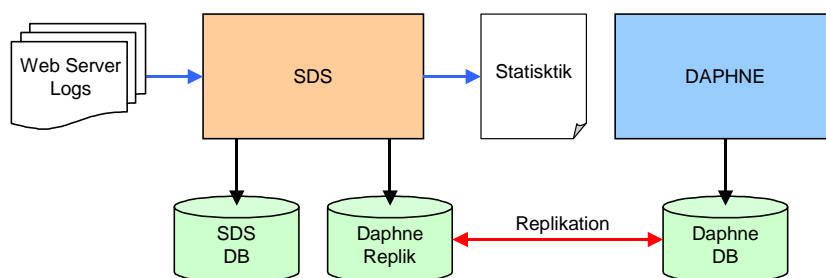 Web Server
Logs
SDS
Statisktik
DAPHNE
SDS
DB
Daphne
Replik
Replikation
Daphne
DB